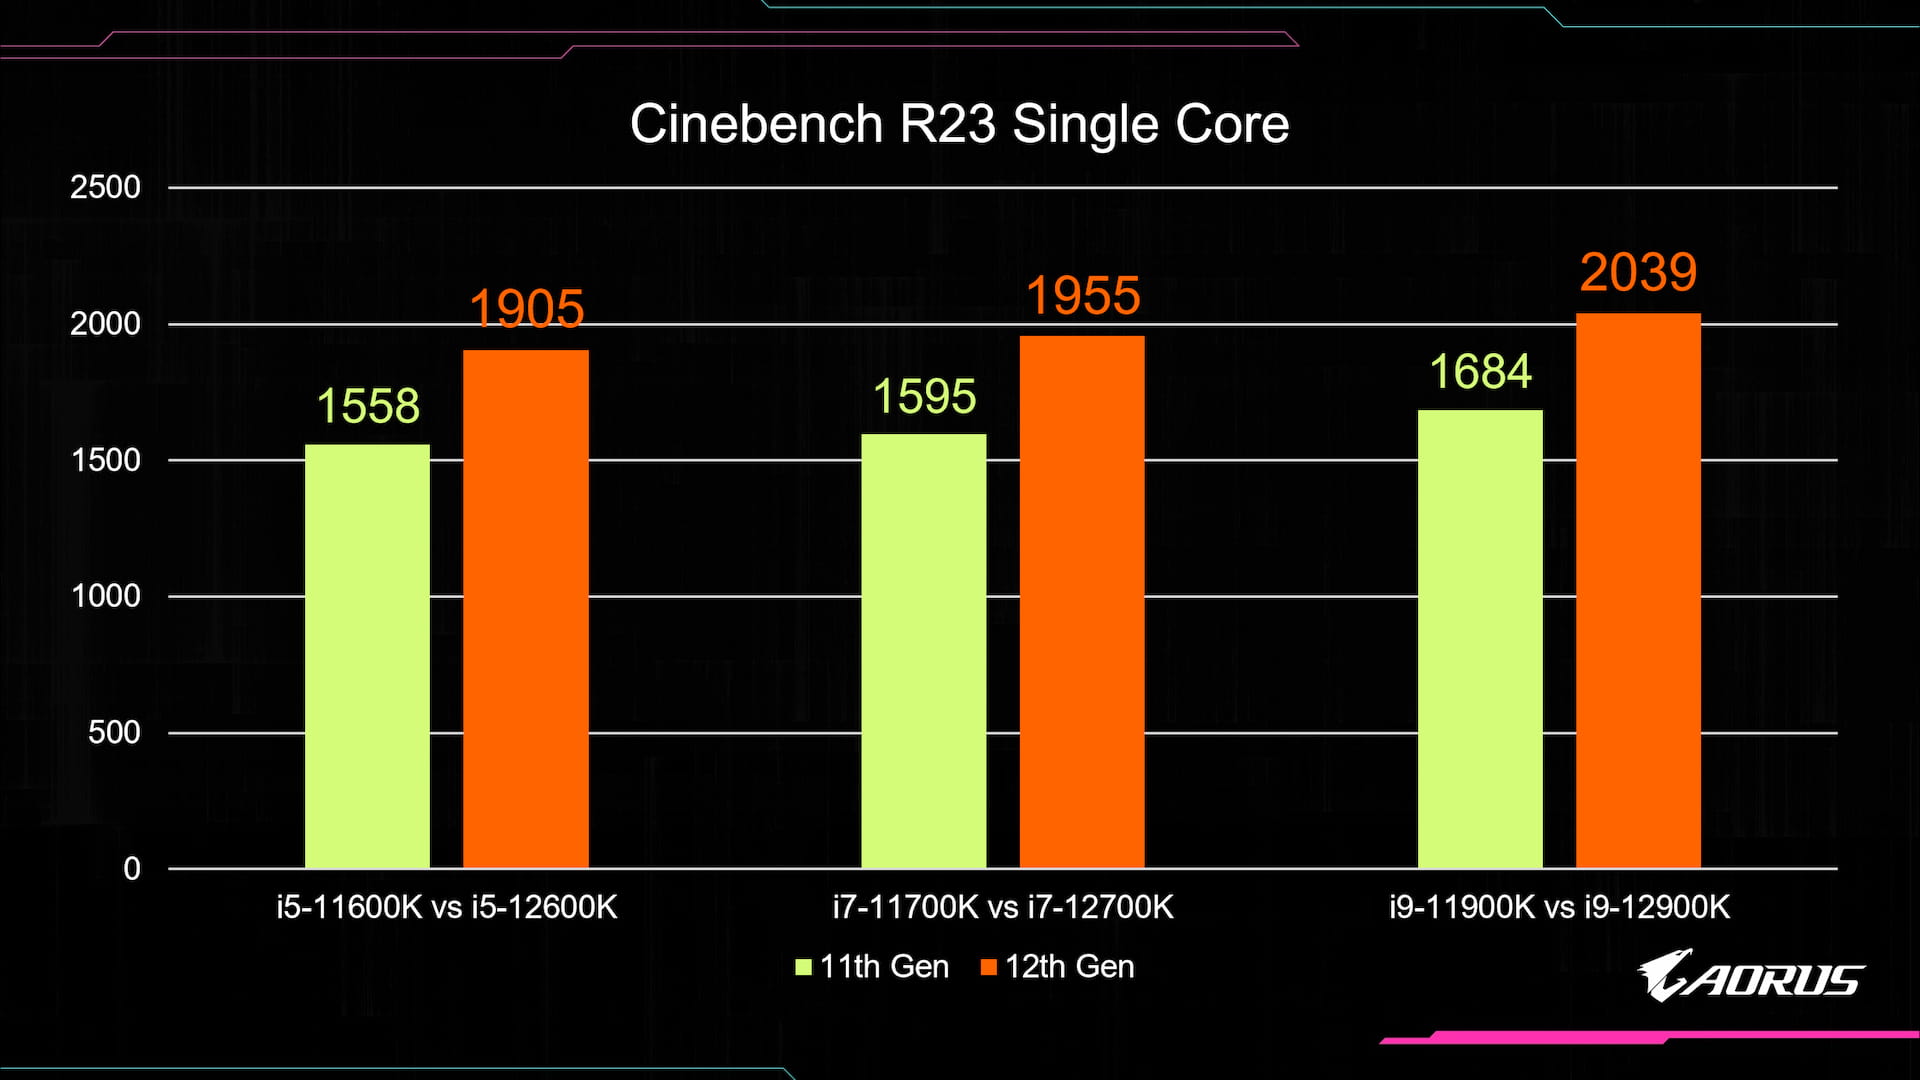 Cinebench R23 Single Core
2500
2000
1500
1000
500
0
1558
1905
1595
1955
1684
2039
i5-11600K vs i5-12600K
i7-11700K vs i7-12700K
i9-11900K vs i9-12900K
11th Gen
12th Gen
AORUS